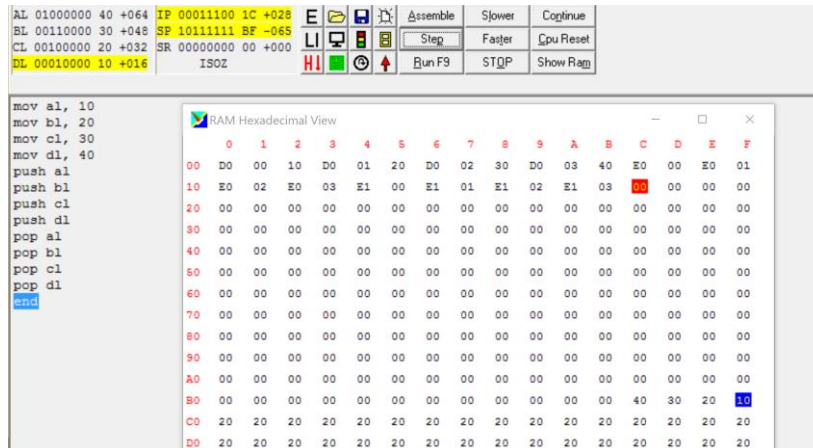 AL 01000000 40 +064 IP 00011100 1C +028 E Assemble Slower Continue
BL 00110000 30 +048 SP 10111111 BF -065
CL 00100000 20 +032 SR 00000000 00 +000 LI Step Faster Cpu Reset
DL 00010000 10 +016 ISOZ H↓ Run F9 STOP Show Ram
mov al, 10
mov bl, 20
mov cl, 30
mov dl, 40
push al
push bl
push cl
push dl
pop al
pop bl
pop cl
pop dl
end
RAM Hexadecimal View
0 1 2 3 4 5 6 7 8 9 A B C D E F
00 D0 00 10 D0 01 20 D0 02 30 D0 03 40 E0 00 E0 01
10 E0 02 E0 03 E1 00 E1 01 E1 02 E1 03 00 00 00 00
20 00 00 00 00 00 00 00 00 00 00 00 00 00 00 00 00
30 00 00 00 00 00 00 00 00 00 00 00 00 00 00 00 00
40 00 00 00 00 00 00 00 00 00 00 00 00 00 00 00 00
50 00 00 00 00 00 00 00 00 00 00 00 00 00 00 00 00
60 00 00 00 00 00 00 00 00 00 00 00 00 00 00 00 00
70 00 00 00 00 00 00 00 00 00 00 00 00 00 00 00 00
80 00 00 00 00 00 00 00 00 00 00 00 00 00 00 00 00
90 00 00 00 00 00 00 00 00 00 00 00 00 00 00 00 00
A0 00 00 00 00 00 00 00 00 00 00 00 00 00 00 00 00
B0 00 00 00 00 00 00 00 00 00 00 00 00 40 30 20 10
C0 20 20 20 20 20 20 20 20 20 20 20 20 20 20 20 20
D0 20 20 20 20 20 20 20 20 20 20 20 20 20 20 20 20